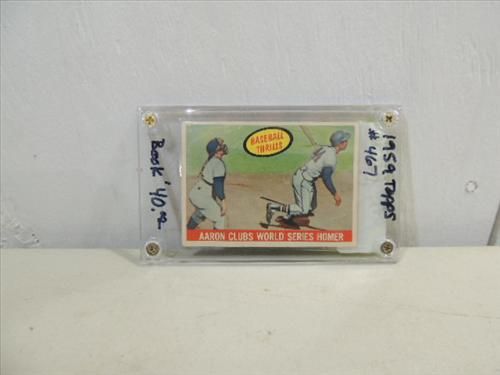 BASEBALL
THRILLS
AARON CLUBS WORLD SERIES HOMER
Book $40.00
1959 TOPPS
#467